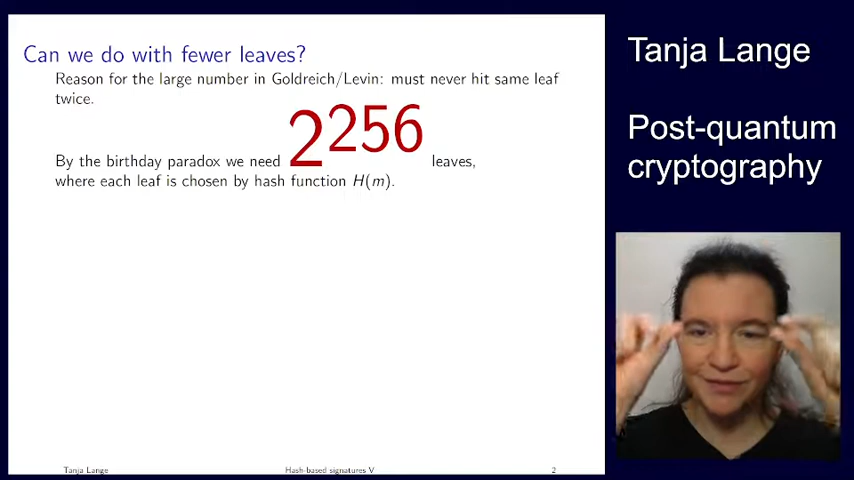 Can we do with fewer leaves?
Reason for the large number in Goldreich/Levin: must never hit same leaf
twice.
By the birthday paradox we need 2^256 leaves,
where each leaf is chosen by hash function H(m).
Tanja Lange
Hash-based signatures V
2
Tanja Lange
Post-quantum
cryptography